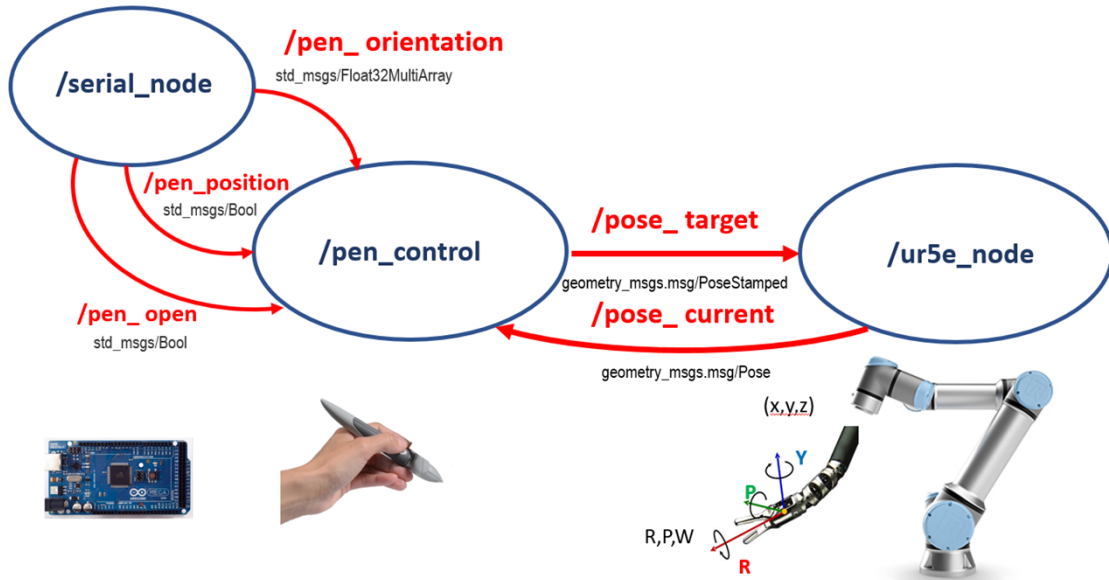 /pen_ orientation
std_msgs/Float32MultiArray
/serial_node
/pen_position
std_msgs/Bool
/pen_control
/pose_ target
geometry_msgs.msg/PoseStamped
/ur5e_node
/pen_ open
std_msgs/Bool
/pose_ current
geometry_msgs.msg/Pose
(x,y,z)
Y
P
R,P,W
R
MEGA